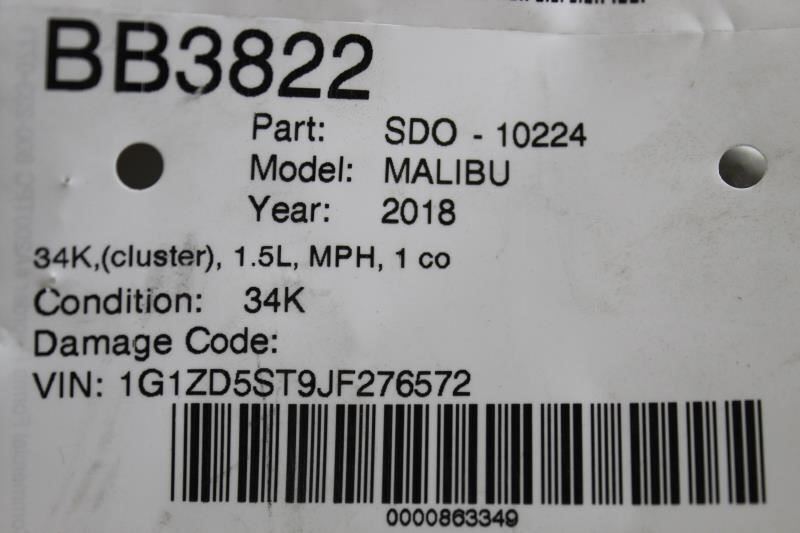 BB3822
Part: SDO - 10224
Model: MALIBU
Year: 2018
34K,(cluster), 1.5L, MPH, 1 co
Condition: 34K
Damage Code:
VIN: 1G1ZD5ST9JF276572
0000863349